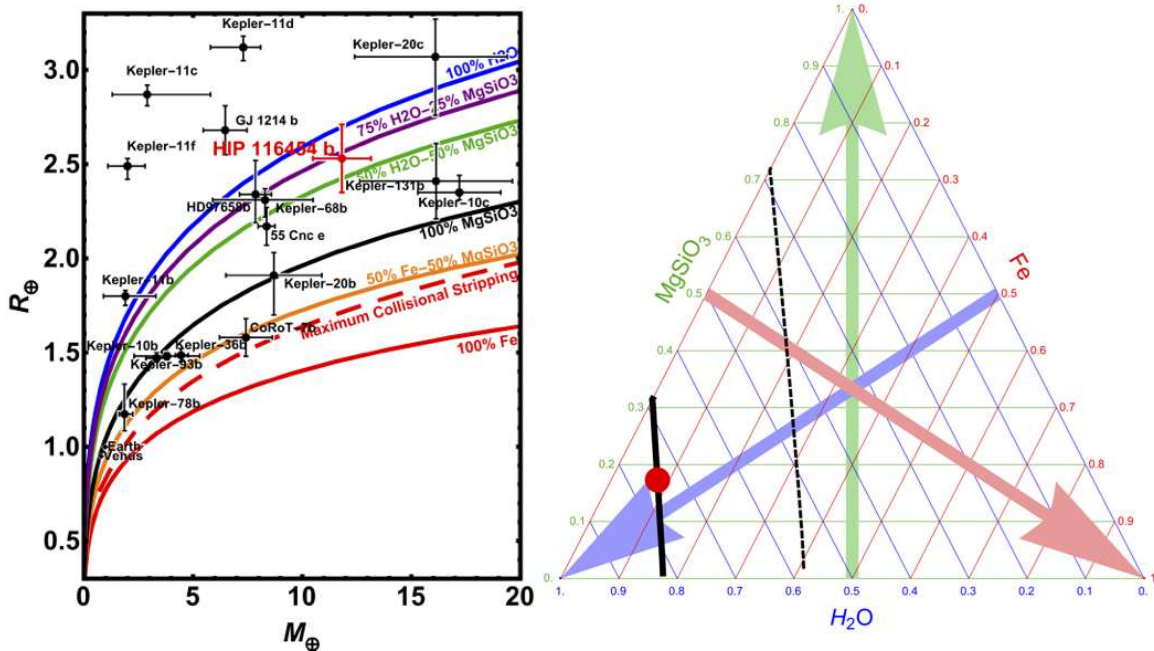 Kepler−11d
Kepler−20c
100% H2O
Kepler−11c
75% H2O−25% MgSiO3
GJ 1214 b
HIP 116454 b
50% H2O−50% MgSiO3
Kepler−11f
Kepler−131b
HD97658b
Kepler−68b
Kepler−10c
55 Cnc e
100% MgSiO3
Kepler−11b
Kepler−20b
50% Fe−50% MgSiO3
Maximum Collisional Stripping
CoRoT−7b
Kepler−10b
Kepler−36b
Kepler−93b
100% Fe
Kepler−78b
Earth
Venus
3.0
2.5
2.0
1.5
1.0
0.5
R⊕
0 5 10 15 20
M⊕
1. 0.
0.9 0.1
0.8 0.2
0.7 0.3
0.6 0.4
0.5 0.5
0.4 0.6
0.3 0.7
0.2 0.8
0.1 0.9
0. 1.
MgSiO3
Fe
1. 0.9 0.8 0.7 0.6 0.5 0.4 0.3 0.2 0.1 0.
H2O